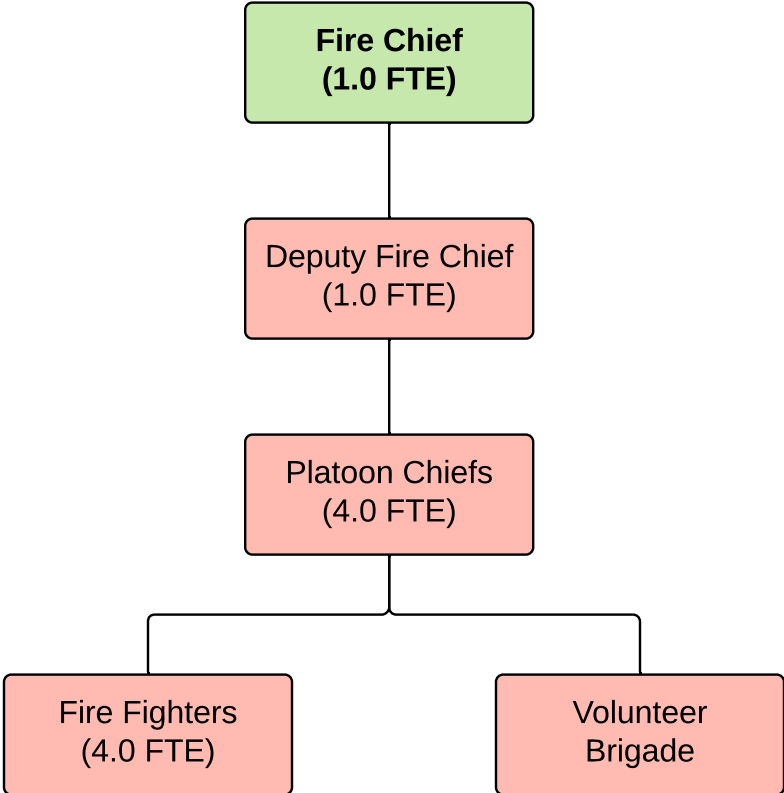 Fire Chief
(1.0 FTE)
Deputy Fire Chief
(1.0 FTE)
Platoon Chiefs
(4.0 FTE)
Fire Fighters
(4.0 FTE)
Volunteer
Brigade